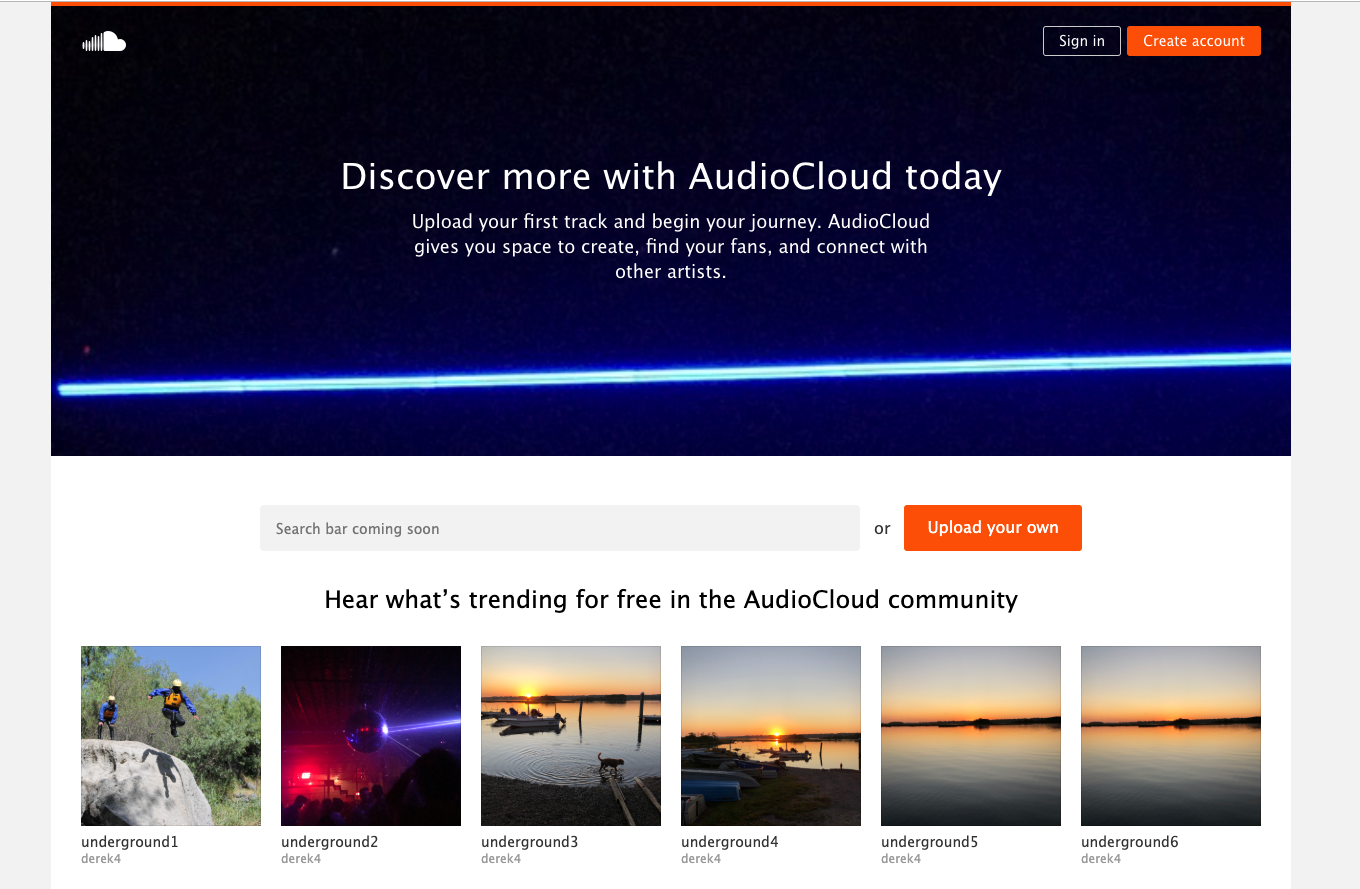 Sign in
Create account
Discover more with AudioCloud today
Upload your first track and begin your journey. AudioCloud
gives you space to create, find your fans, and connect with
other artists.
Search bar coming soon
or
Upload your own
Hear what’s trending for free in the AudioCloud community
underground1
derek4
underground2
derek4
underground3
derek4
underground4
derek4
underground5
derek4
underground6
derek4